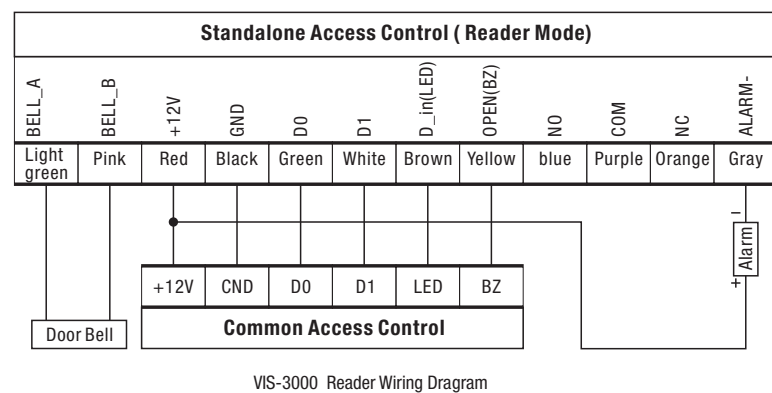 Standalone Access Control ( Reader Mode)
BELL_A
BELL_B
+12V
GND
D0
D1
D_in(LED)
OPEN(BZ)
NO
COM
NC
ALARM-
Light green
Pink
Red
Black
Green
White
Brown
Yellow
blue
Purple
Orange
Gray
− Alarm +
+12V
CND
D0
D1
LED
BZ
Door Bell
Common Access Control
VIS-3000 Reader Wiring Dragram